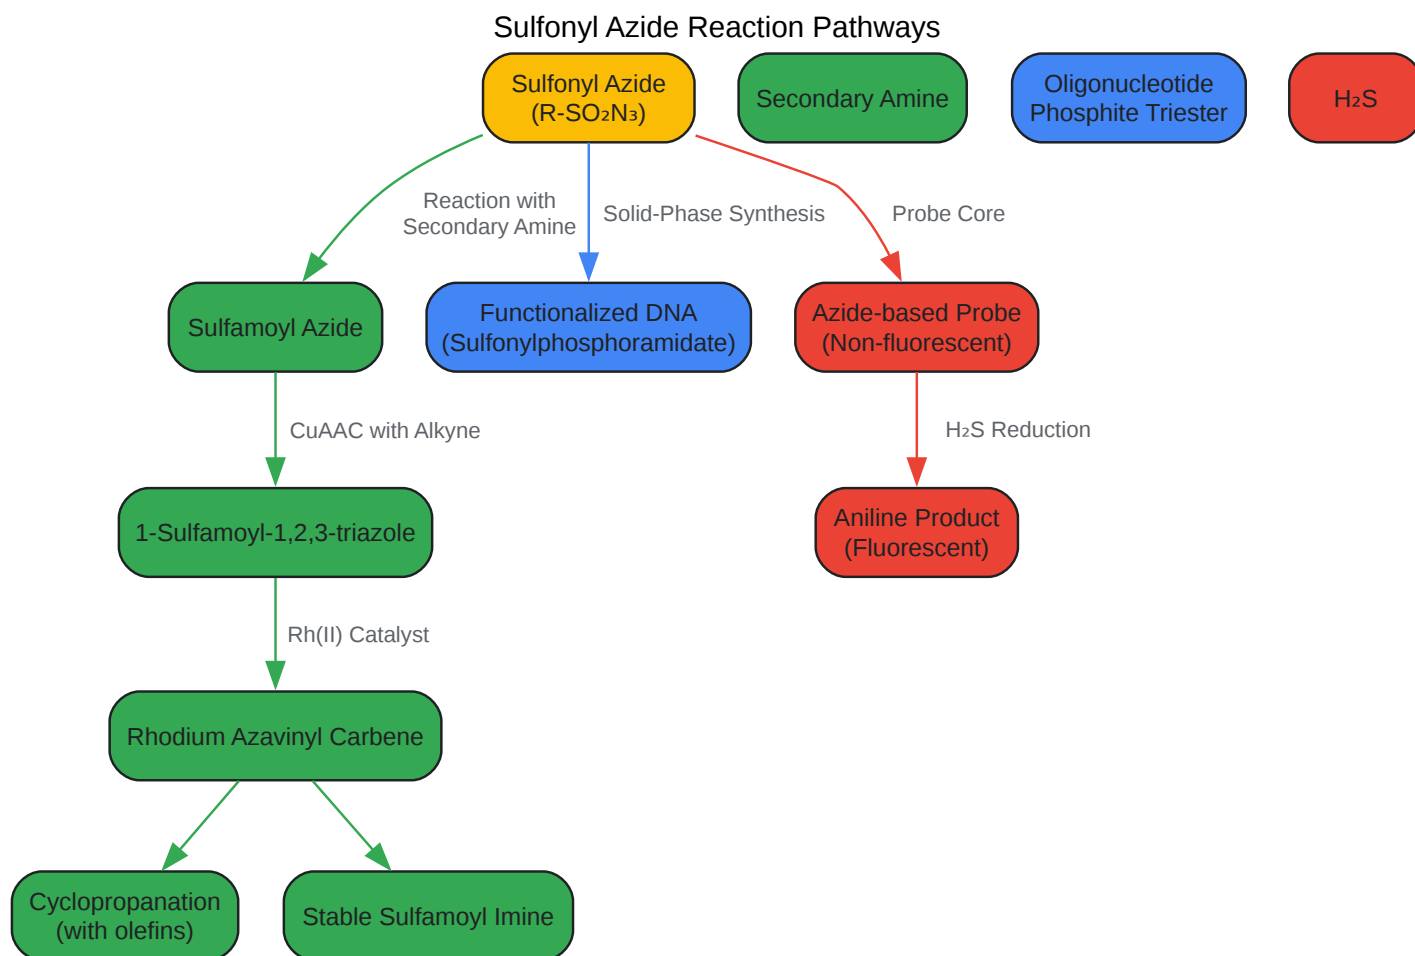 Sulfonyl Azide Reaction Pathways
Sulfonyl Azide
(R-SO₂N₃)
Secondary Amine
Oligonucleotide
Phosphite Triester
H₂S
Reaction with
Secondary Amine
Solid-Phase Synthesis
Probe Core
Sulfamoyl Azide
Functionalized DNA
(Sulfonylphosphoramidate)
Azide-based Probe
(Non-fluorescent)
CuAAC with Alkyne
H₂S Reduction
1-Sulfamoyl-1,2,3-triazole
Aniline Product
(Fluorescent)
Rh(II) Catalyst
Rhodium Azavinyl Carbene
Cyclopropanation
(with olefins)
Stable Sulfamoyl Imine